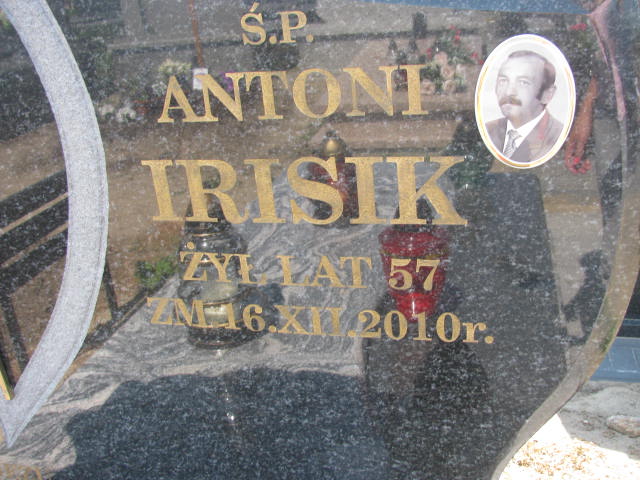 Ś.P.
ANTONI
IRISIK
ŻYŁ LAT 57
ZM.16.XII.2010r.